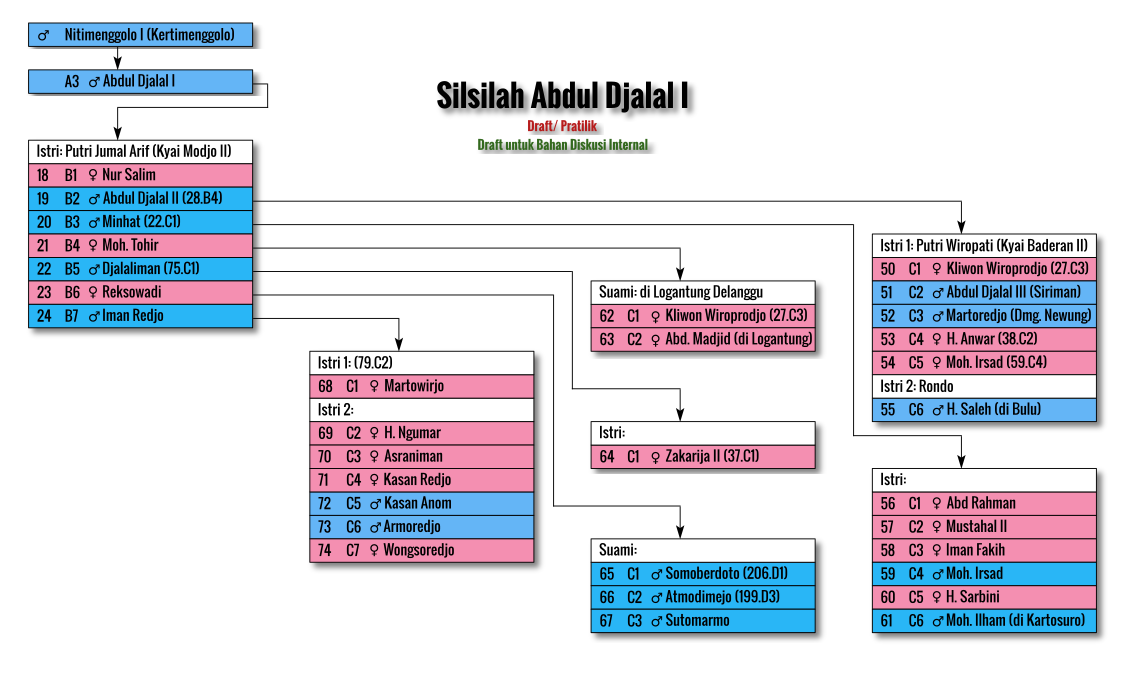 ♂ Nitimenggolo I (Kertimenggolo)
A3 ♂ Abdul Djalal I
Silsilah Abdul Djalal I
Draft/ Pratilik
Draft untuk Bahan Diskusi Internal
Istri: Putri Jumal Arif (Kyai Modjo II)
18 B1 ♀ Nur Salim
19 B2 ♂ Abdul Djalal II (28.B4)
20 B3 ♂ Minhat (22.C1)
21 B4 ♀ Moh. Tohir
22 B5 ♂ Djalaliman (75.C1)
23 B6 ♀ Reksowadi
24 B7 ♂ Iman Redjo
Istri 1: (79.C2)
68 C1 ♀ Martowirjo
Istri 2:
69 C2 ♀ H. Ngumar
70 C3 ♀ Asraniman
71 C4 ♀ Kasan Redjo
72 C5 ♂ Kasan Anom
73 C6 ♂ Armoredjo
74 C7 ♀ Wongsoredjo
Suami: di Logantung Delanggu
62 C1 ♀ Kliwon Wiroprodjo (27.C3)
63 C2 ♀ Abd. Madjid (di Logantung)
Istri:
64 C1 ♀ Zakarija II (37.C1)
Suami:
65 C1 ♂ Somoberdoto (206.D1)
66 C2 ♂ Atmodimejo (199.D3)
67 C3 ♂ Sutomarmo
Istri 1: Putri Wiropati (Kyai Baderan II)
50 C1 ♀ Kliwon Wiroprodjo (27.C3)
51 C2 ♂ Abdul Djalal III (Siriman)
52 C3 ♂ Martoredjo (Dmg. Newung)
53 C4 ♀ H. Anwar (38.C2)
54 C5 ♀ Moh. Irsad (59.C4)
Istri 2: Rondo
55 C6 ♂ H. Saleh (di Bulu)
Istri:
56 C1 ♀ Abd Rahman
57 C2 ♀ Mustahal II
58 C3 ♀ Iman Fakih
59 C4 ♂ Moh. Irsad
60 C5 ♀ H. Sarbini
61 C6 ♂ Moh. Ilham (di Kartosuro)